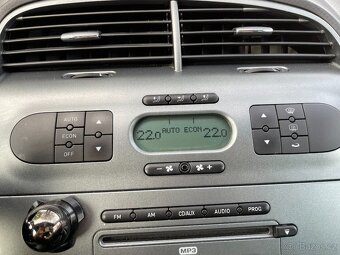 AUTO
ECON
OFF
22.0 AUTO ECON 22.0
FM AM CD AUX AUDIO PROG
MP3